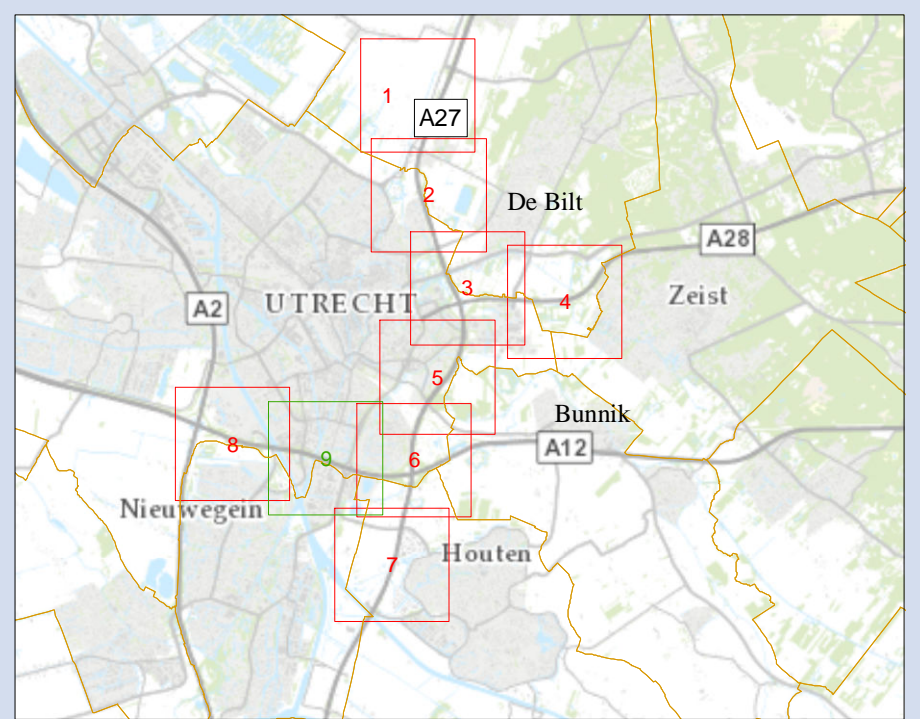 1
A27
2
De Bilt
A28
3
4
Zeist
A2
UTRECHT
5
Bunnik
8
9
6
A12
Nieuwegein
Houten
7